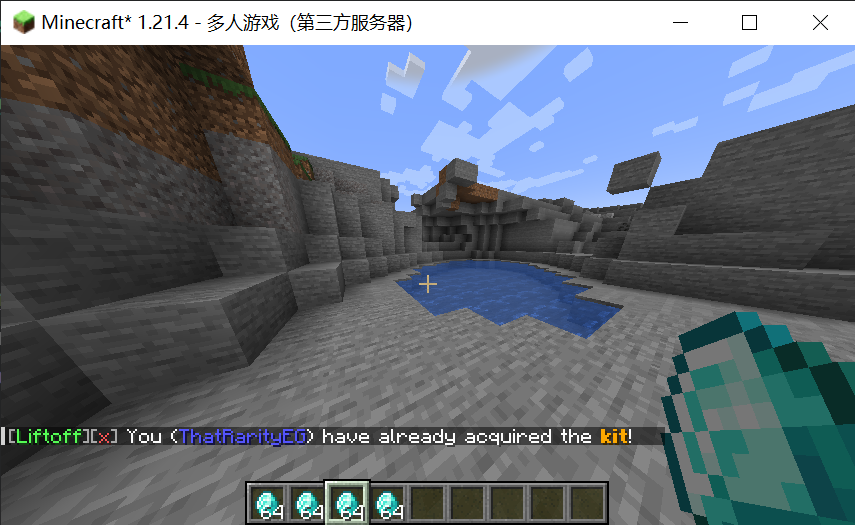 Minecraft* 1.21.4 - 多人游戏（第三方服务器）
[Liftoff][x] You (ThatRarityEG) have already acquired the kit!
64 64 64 64